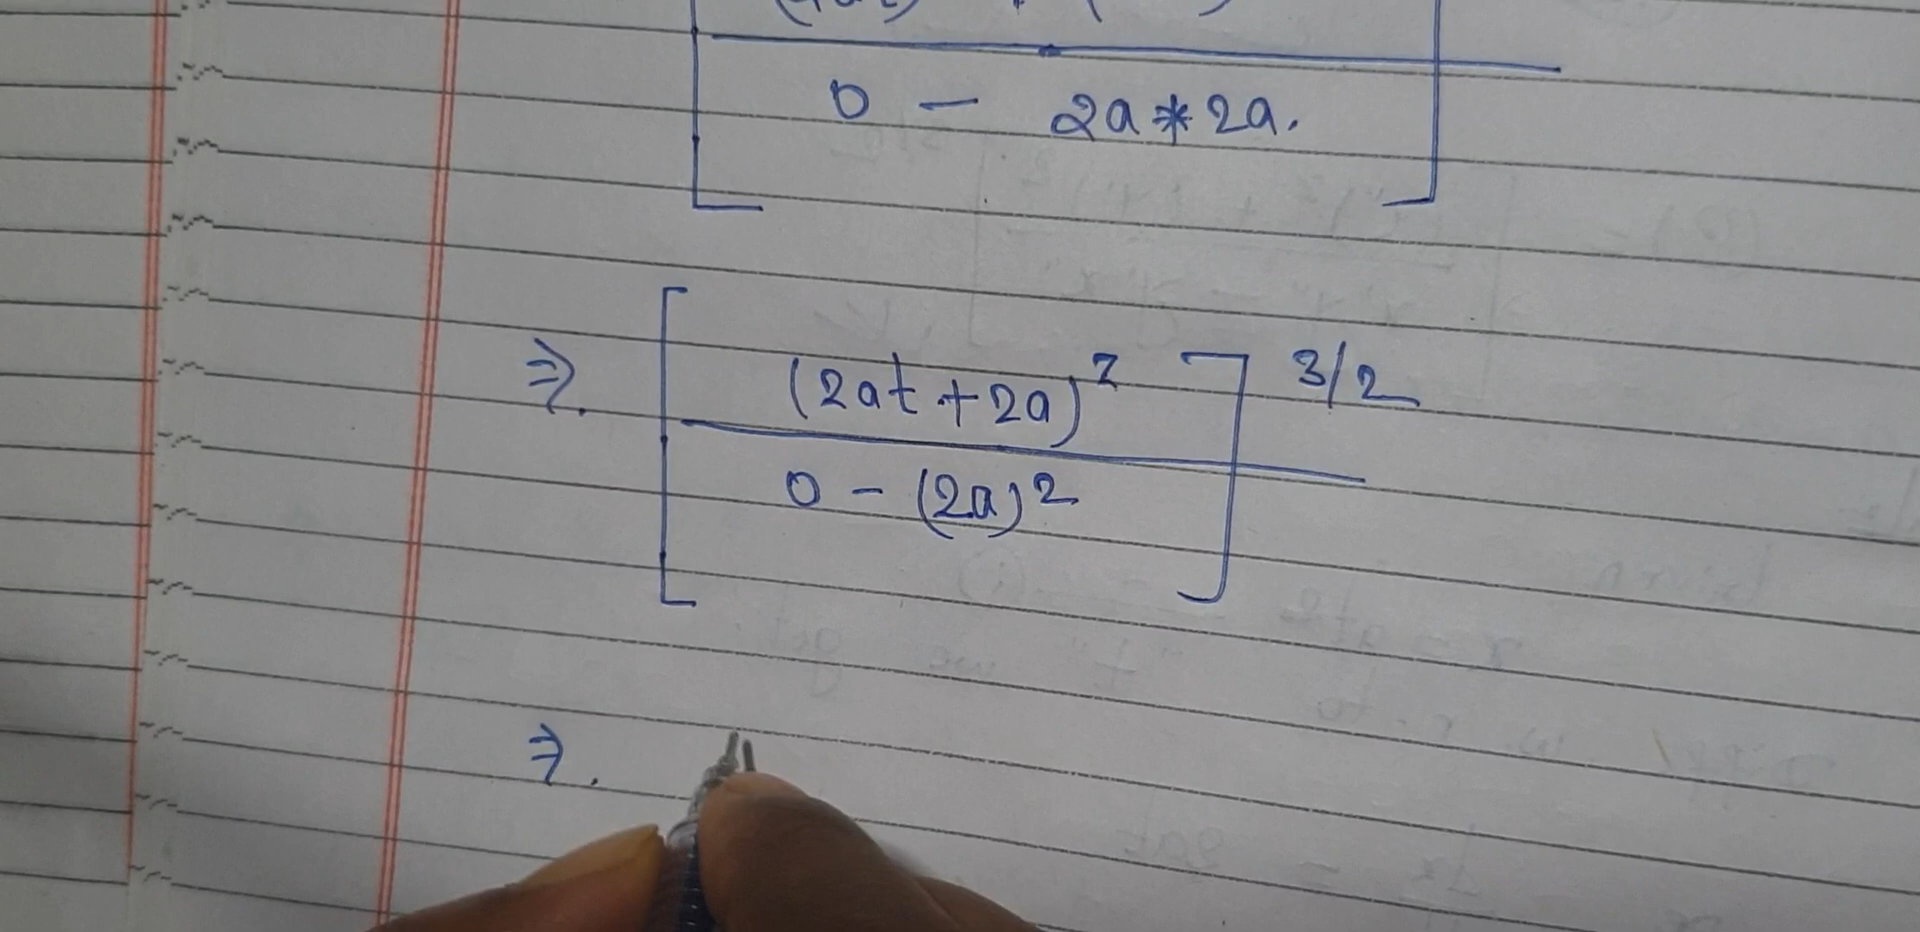 0 - 2a * 2a.
⇒. [ (2at + 2a)² ] 3/2
0 - (2a)²
⇒.